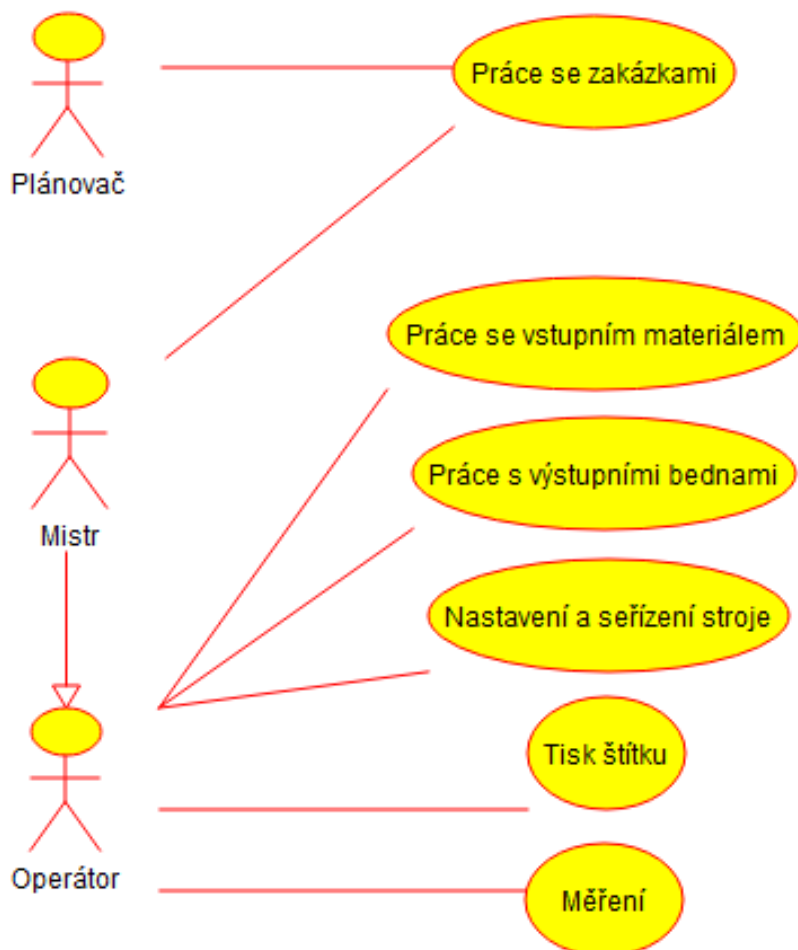 Práce se zakázkami
Plánovač
Práce se vstupním materiálem
Práce s výstupními bednami
Mistr
Nastavení a seřízení stroje
Tisk štítku
Operátor
Měření